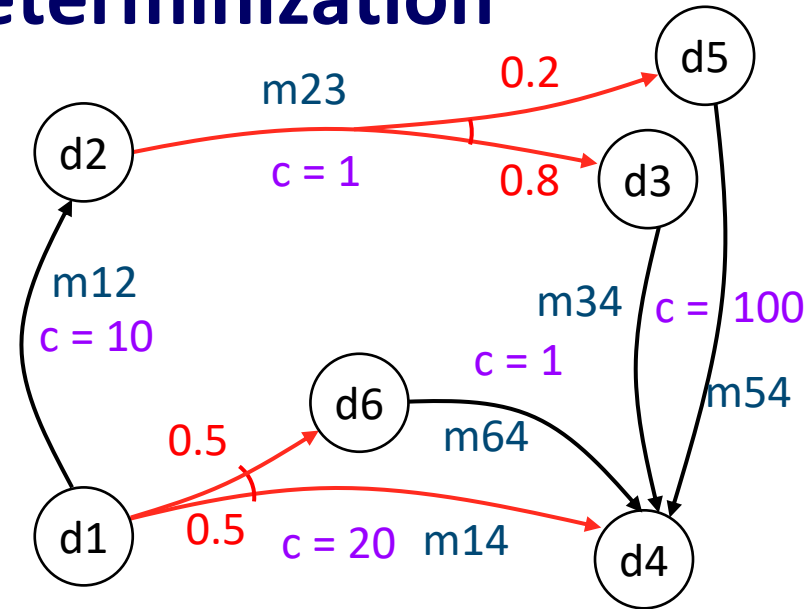 eterminization
d5
0.2
m23
d2
d3
c = 1
0.8
m12
m34
c = 100
c = 10
c = 1
d6
m54
0.5
m64
0.5
d1
c = 20
m14
d4